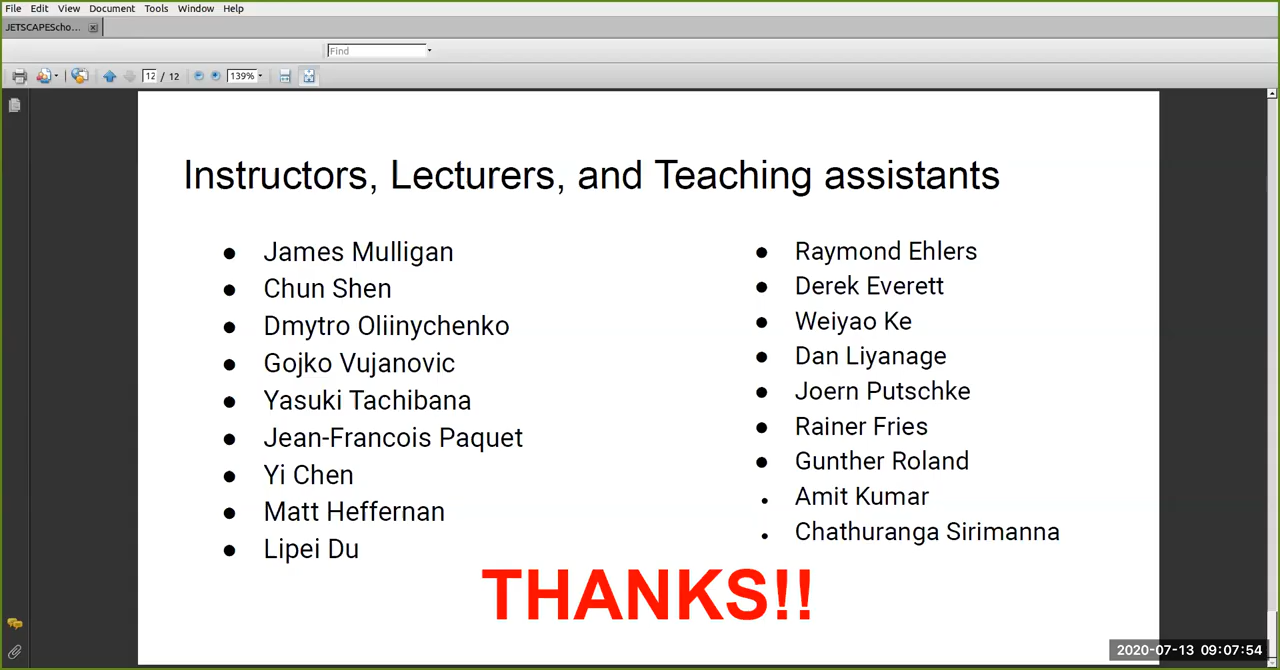 File Edit View Document Tools Window Help
JETSCAPEScho...
Find
12 / 12 139%
Instructors, Lecturers, and Teaching assistants
● James Mulligan
● Chun Shen
● Dmytro Oliinychenko
● Gojko Vujanovic
● Yasuki Tachibana
● Jean-Francois Paquet
● Yi Chen
● Matt Heffernan
● Lipei Du
● Raymond Ehlers
● Derek Everett
● Weiyao Ke
● Dan Liyanage
● Joern Putschke
● Rainer Fries
● Gunther Roland
• Amit Kumar
• Chathuranga Sirimanna
THANKS!!
2020-07-13 09:07:54